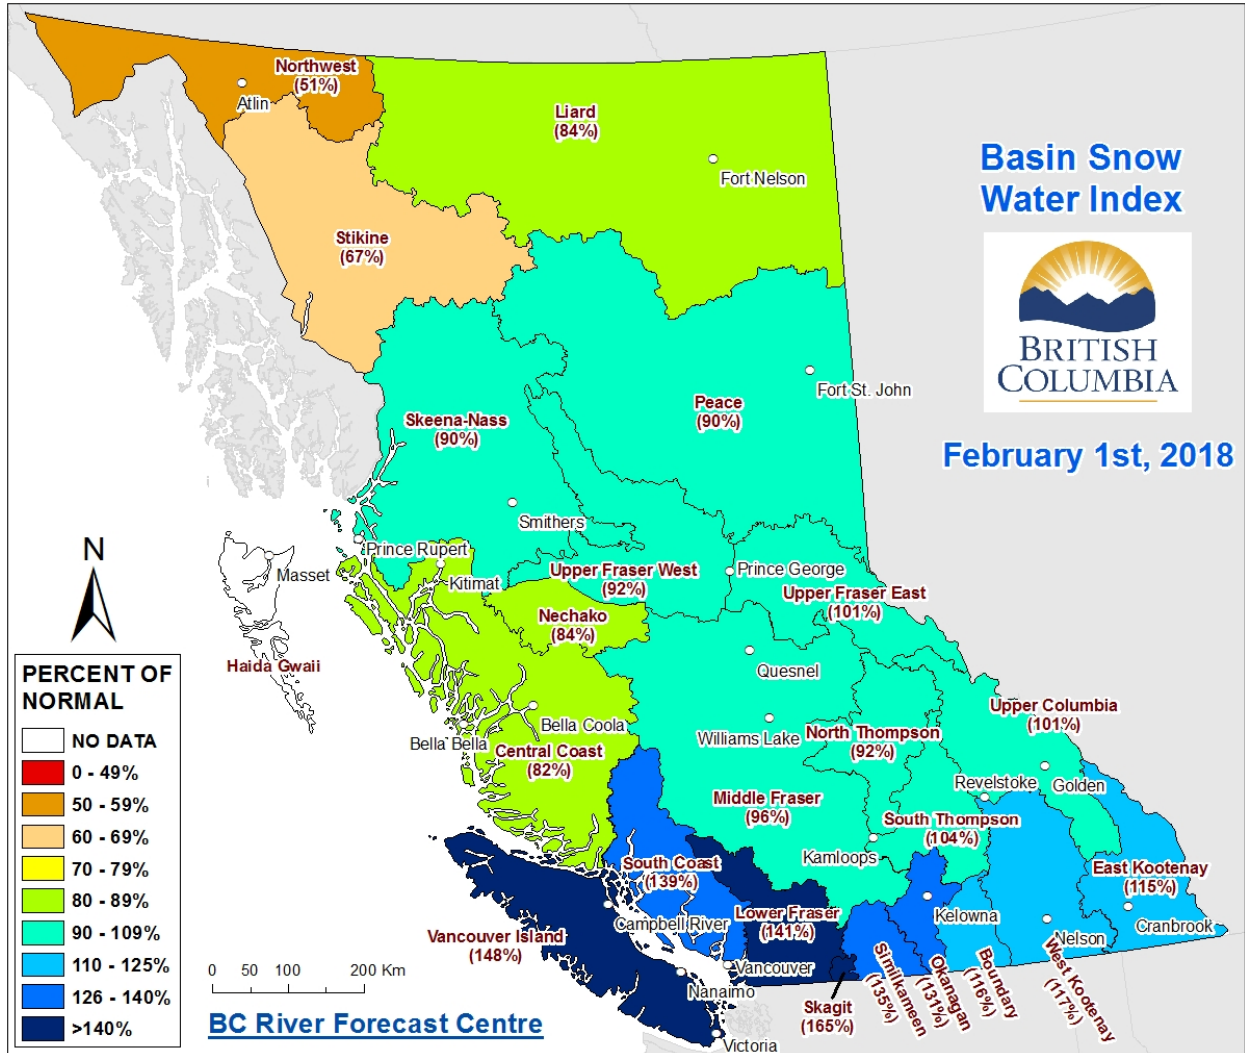 Northwest
(51%)
Atlin
Liard
(84%)
Fort Nelson
Basin Snow
Water Index
BRITISH
COLUMBIA
February 1st, 2018
Stikine
(67%)
Fort St. John
Peace
(90%)
Skeena-Nass
(90%)
Smithers
Prince Rupert
Masset
Kitimat
Upper Fraser West
(92%)
Prince George
Upper Fraser East
(101%)
Nechako
(84%)
Haida Gwaii
Quesnel
Bella Coola
Bella Bella
Central Coast
(82%)
Williams Lake
North Thompson
(92%)
Upper Columbia
(101%)
Revelstoke
Golden
Middle Fraser
(96%)
South Thompson
(104%)
Kamloops
South Coast
(139%)
East Kootenay
(115%)
Cranbrook
Campbell River
Lower Fraser
(141%)
Kelowna
Nelson
Vancouver Island
(148%)
Vancouver
Nanaimo
Victoria
Skagit
(165%)
Similkameen
(135%)
Okanagan
(131%)
Boundary
(116%)
West Kootenay
(117%)
N
PERCENT OF
NORMAL
NO DATA
0 - 49%
50 - 59%
60 - 69%
70 - 79%
80 - 89%
90 - 109%
110 - 125%
126 - 140%
>140%
0 50 100 200 Km
BC River Forecast Centre